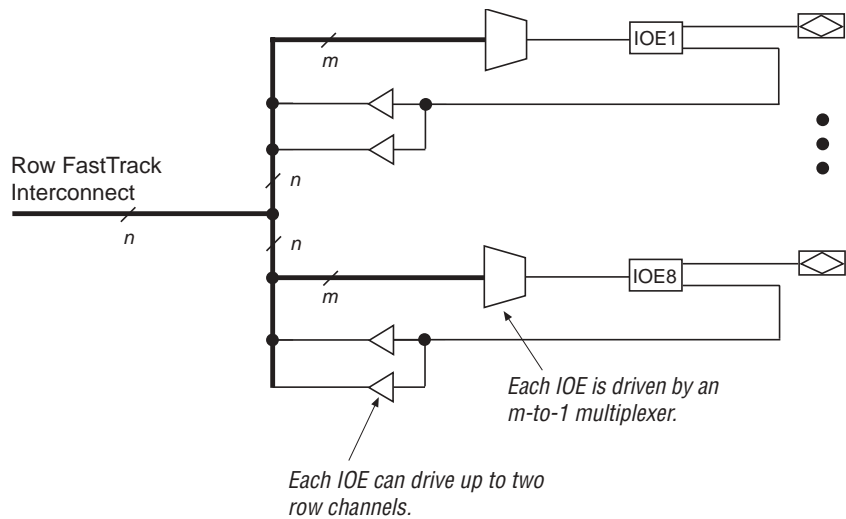 m
IOE1
Row FastTrack
Interconnect
n
n
n
m
IOE8
Each IOE is driven by an
m-to-1 multiplexer.
Each IOE can drive up to two
row channels.